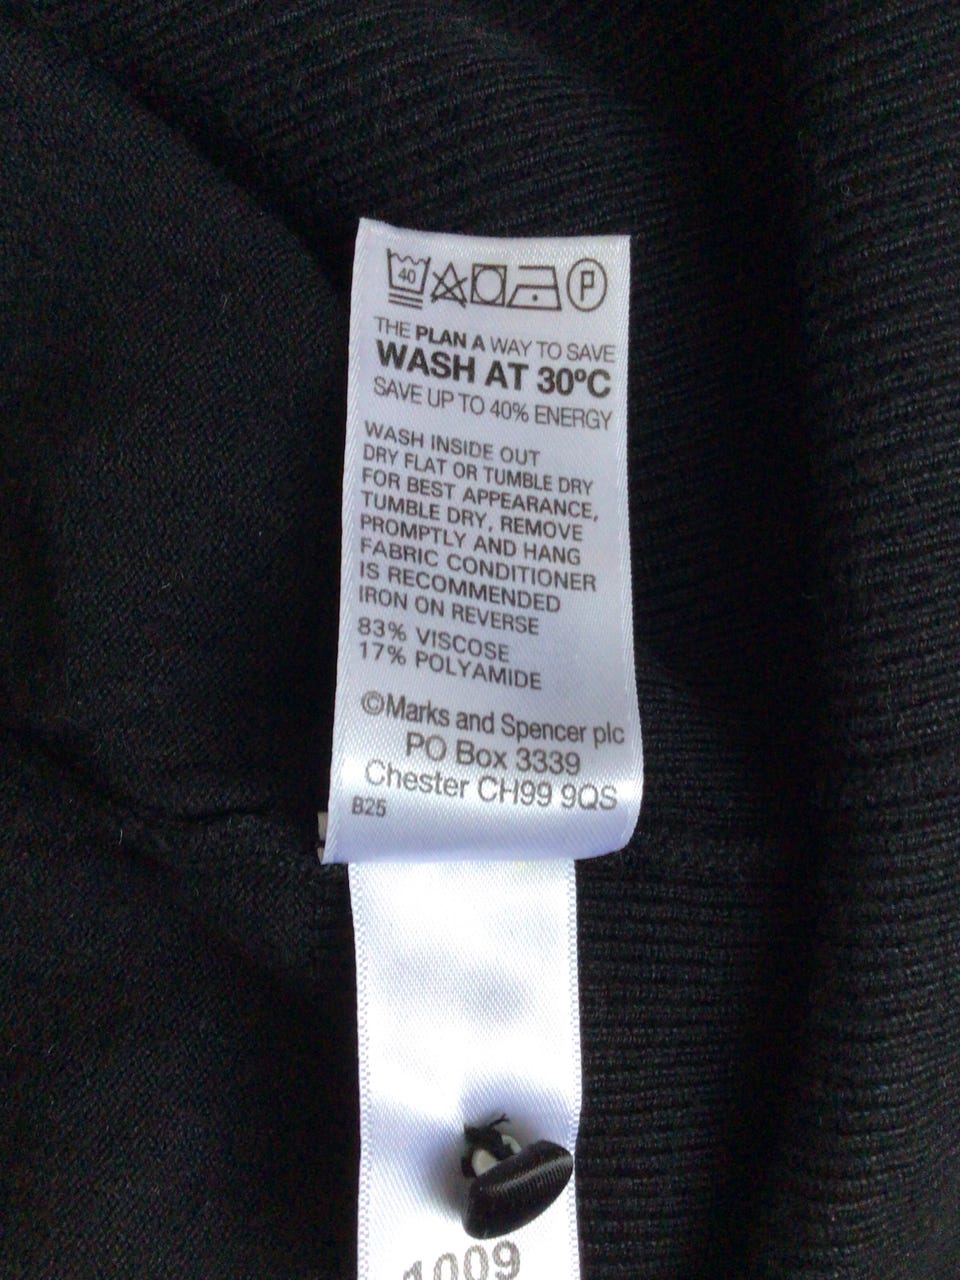 40 P
THE PLAN A WAY TO SAVE
WASH AT 30ºC
SAVE UP TO 40% ENERGY
WASH INSIDE OUT
DRY FLAT OR TUMBLE DRY
FOR BEST APPEARANCE,
TUMBLE DRY, REMOVE
PROMPTLY AND HANG
FABRIC CONDITIONER
IS RECOMMENDED
IRON ON REVERSE
83% VISCOSE
17% POLYAMIDE
©Marks and Spencer plc
PO Box 3339
Chester CH99 9QS
B25
1009